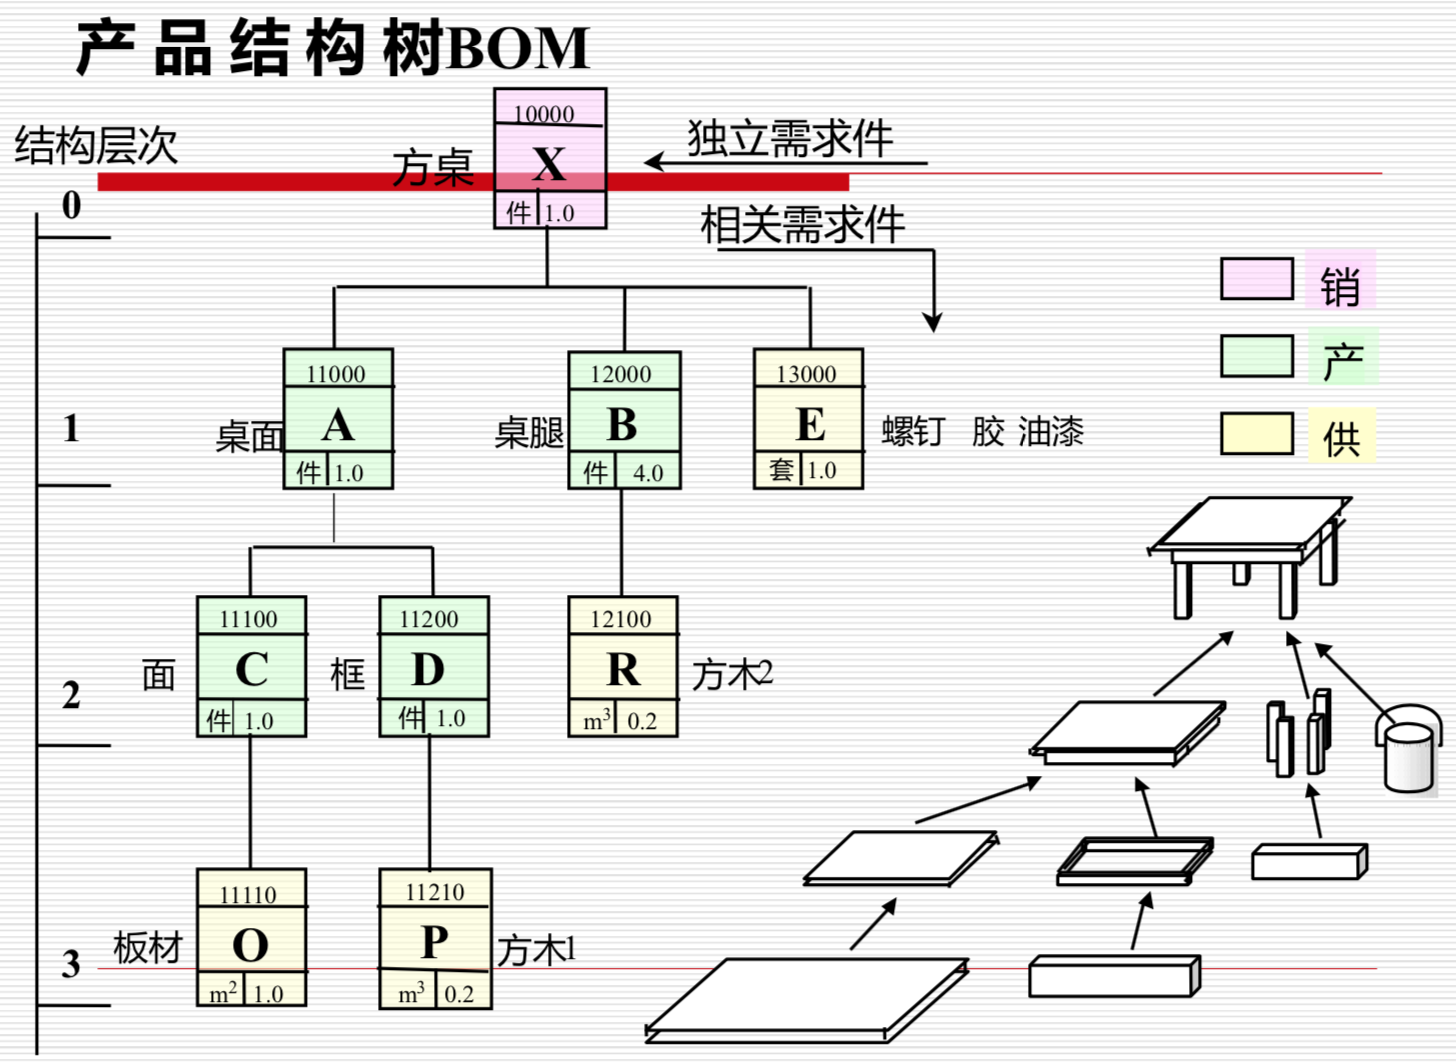 产品结构树BOM
结构层次
10000
方桌
X
件 1.0
独立需求件
相关需求件
0
销
产
供
11000
桌面
A
件 1.0
12000
桌腿
B
件 4.0
13000
E
套 1.0
螺钉 胶 油漆
1
11100
面
C
件 1.0
11200
框
D
件 1.0
12100
R
m³ 0.2
方木2
2
11110
板材
O
m² 1.0
11210
P
m³ 0.2
方木1
3